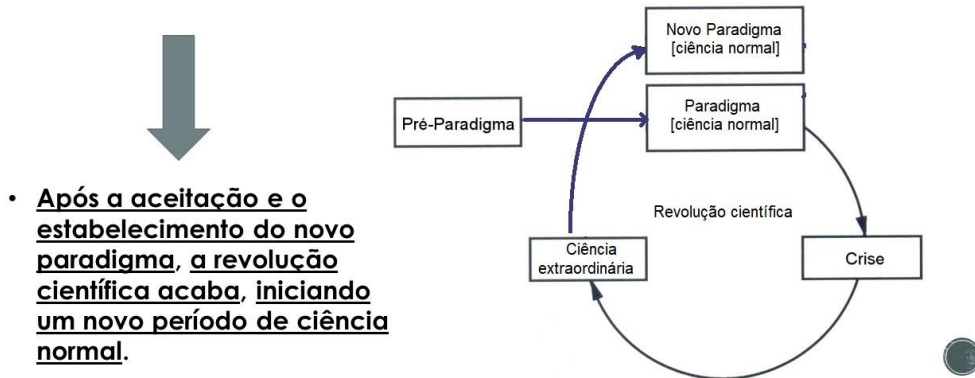 • Após a aceitação e o
estabelecimento do novo
paradigma, a revolução
científica acaba, iniciando
um novo período de ciência
normal.
Novo Paradigma
[ciência normal]
Pré-Paradigma
Paradigma
[ciência normal]
Revolução científica
Ciência
extraordinária
Crise